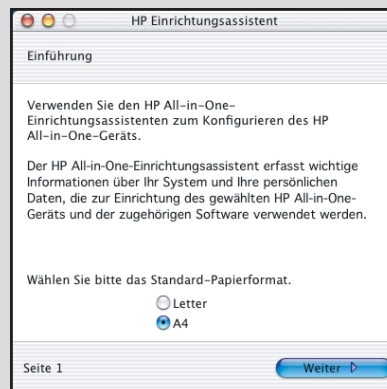 HP Einrichtungsassistent
Einführung
Verwenden Sie den HP All-in-One-
Einrichtungsassistenten zum Konfigurieren des HP
All-in-One-Geräts.
Der HP All-in-One-Einrichtungsassistent erfasst wichtige
Informationen über Ihr System und Ihre persönlichen
Daten, die zur Einrichtung des gewählten HP All-in-One-
Geräts und der zugehörigen Software verwendet werden.
Wählen Sie bitte das Standard-Papierformat.
Letter
A4
Seite 1
Weiter